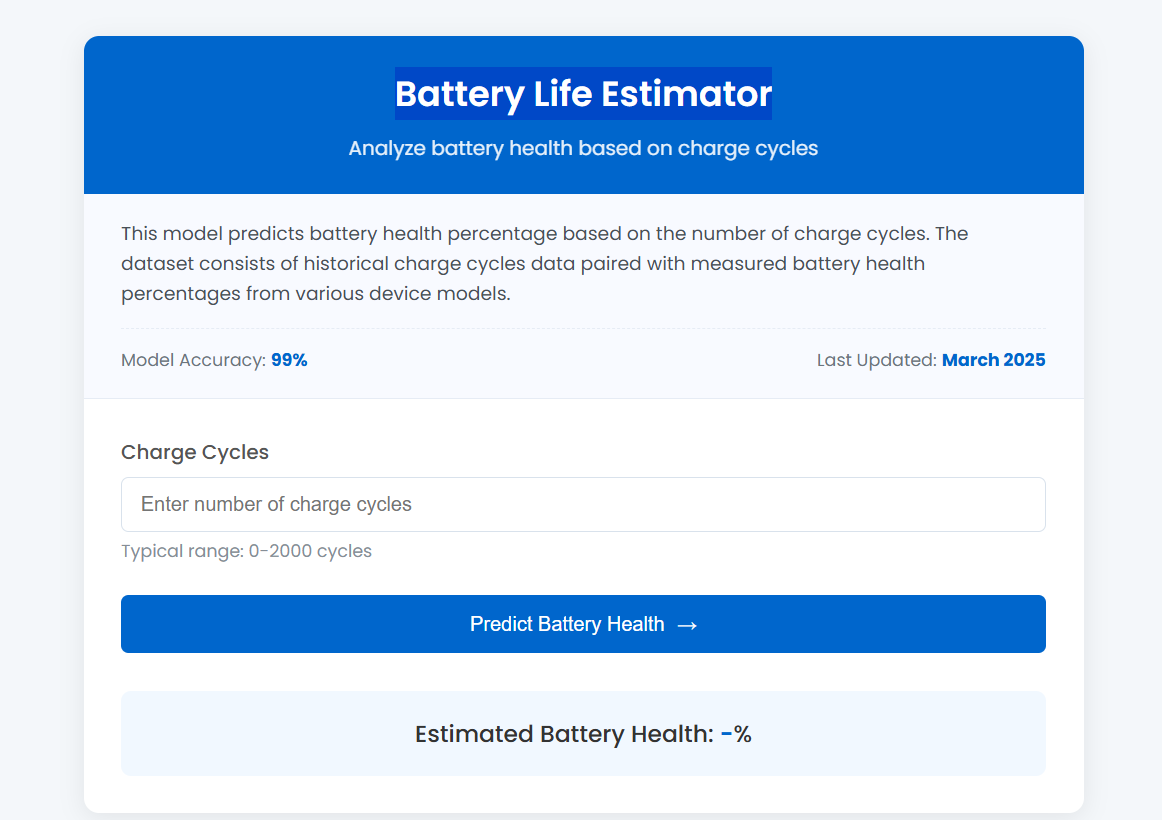 Battery Life Estimator
Analyze battery health based on charge cycles
This model predicts battery health percentage based on the number of charge cycles. The
dataset consists of historical charge cycles data paired with measured battery health
percentages from various device models.
Model Accuracy: 99%
Last Updated: March 2025
Charge Cycles
Enter number of charge cycles
Typical range: 0-2000 cycles
Predict Battery Health →
Estimated Battery Health: -%